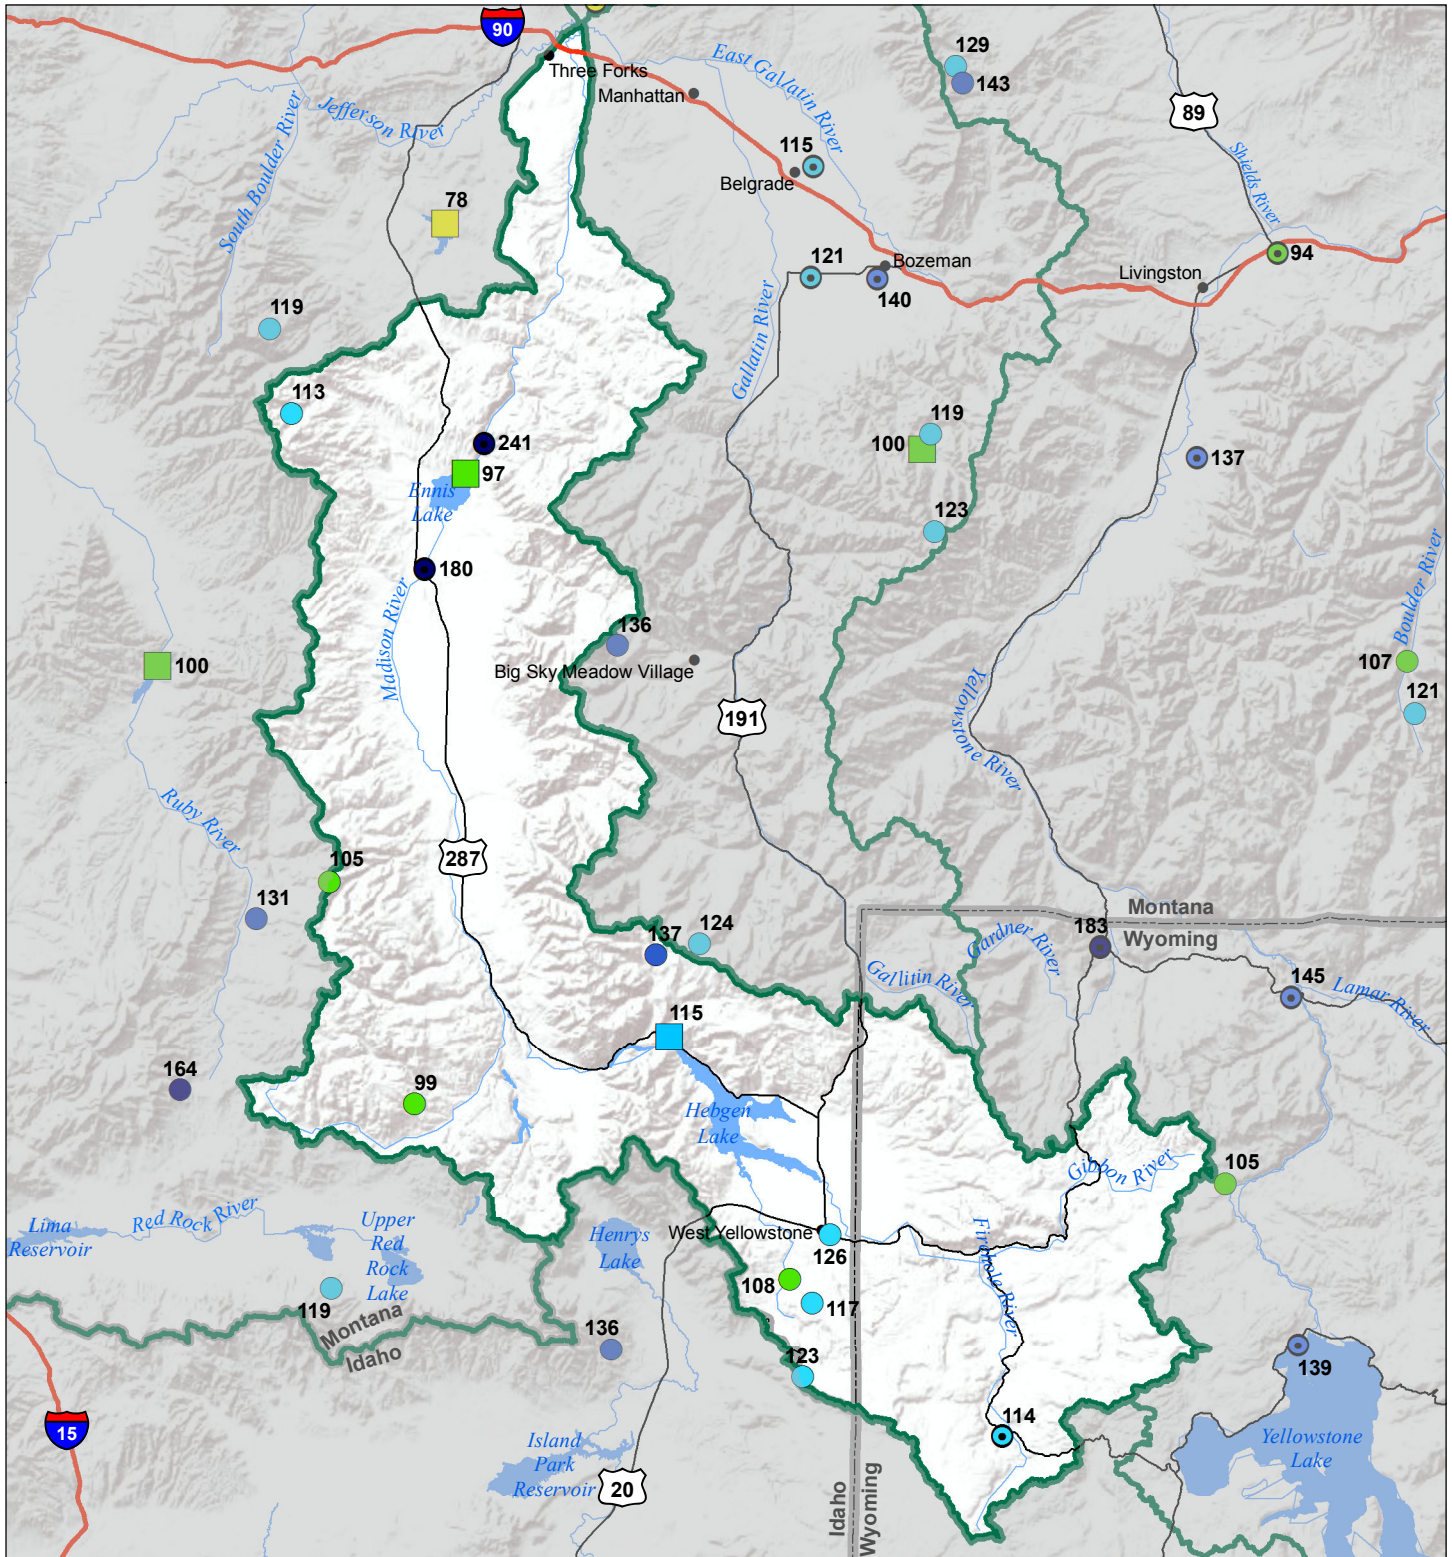 90
Three Forks
Manhattan
East Gallatin River
129
143
89
Jefferson River
South Boulder River
78
115
Belgrade
Shields River
121
Bozeman
140
Livingston
94
119
Gallatin River
113
241
97
Ennis
Lake
119
100
137
123
180
Madison River
136
Big Sky Meadow Village
100
191
Yellowstone River
Boulder River
107
121
Ruby River
287
105
131
137
124
Montana
Wyoming
183
Gardner River
Gallitin River
145
Lamar River
115
164
99
Hebgen
Lake
Gibbon River
105
Lima
Reservoir
Red Rock River
Upper
Red
Rock
Lake
Henrys
Lake
West Yellowstone
126
Firehole River
108
117
119
Montana
Idaho
136
123
139
114
15
Island
Park
Reservoir
20
Idaho
Wyoming
Yellowstone
Lake